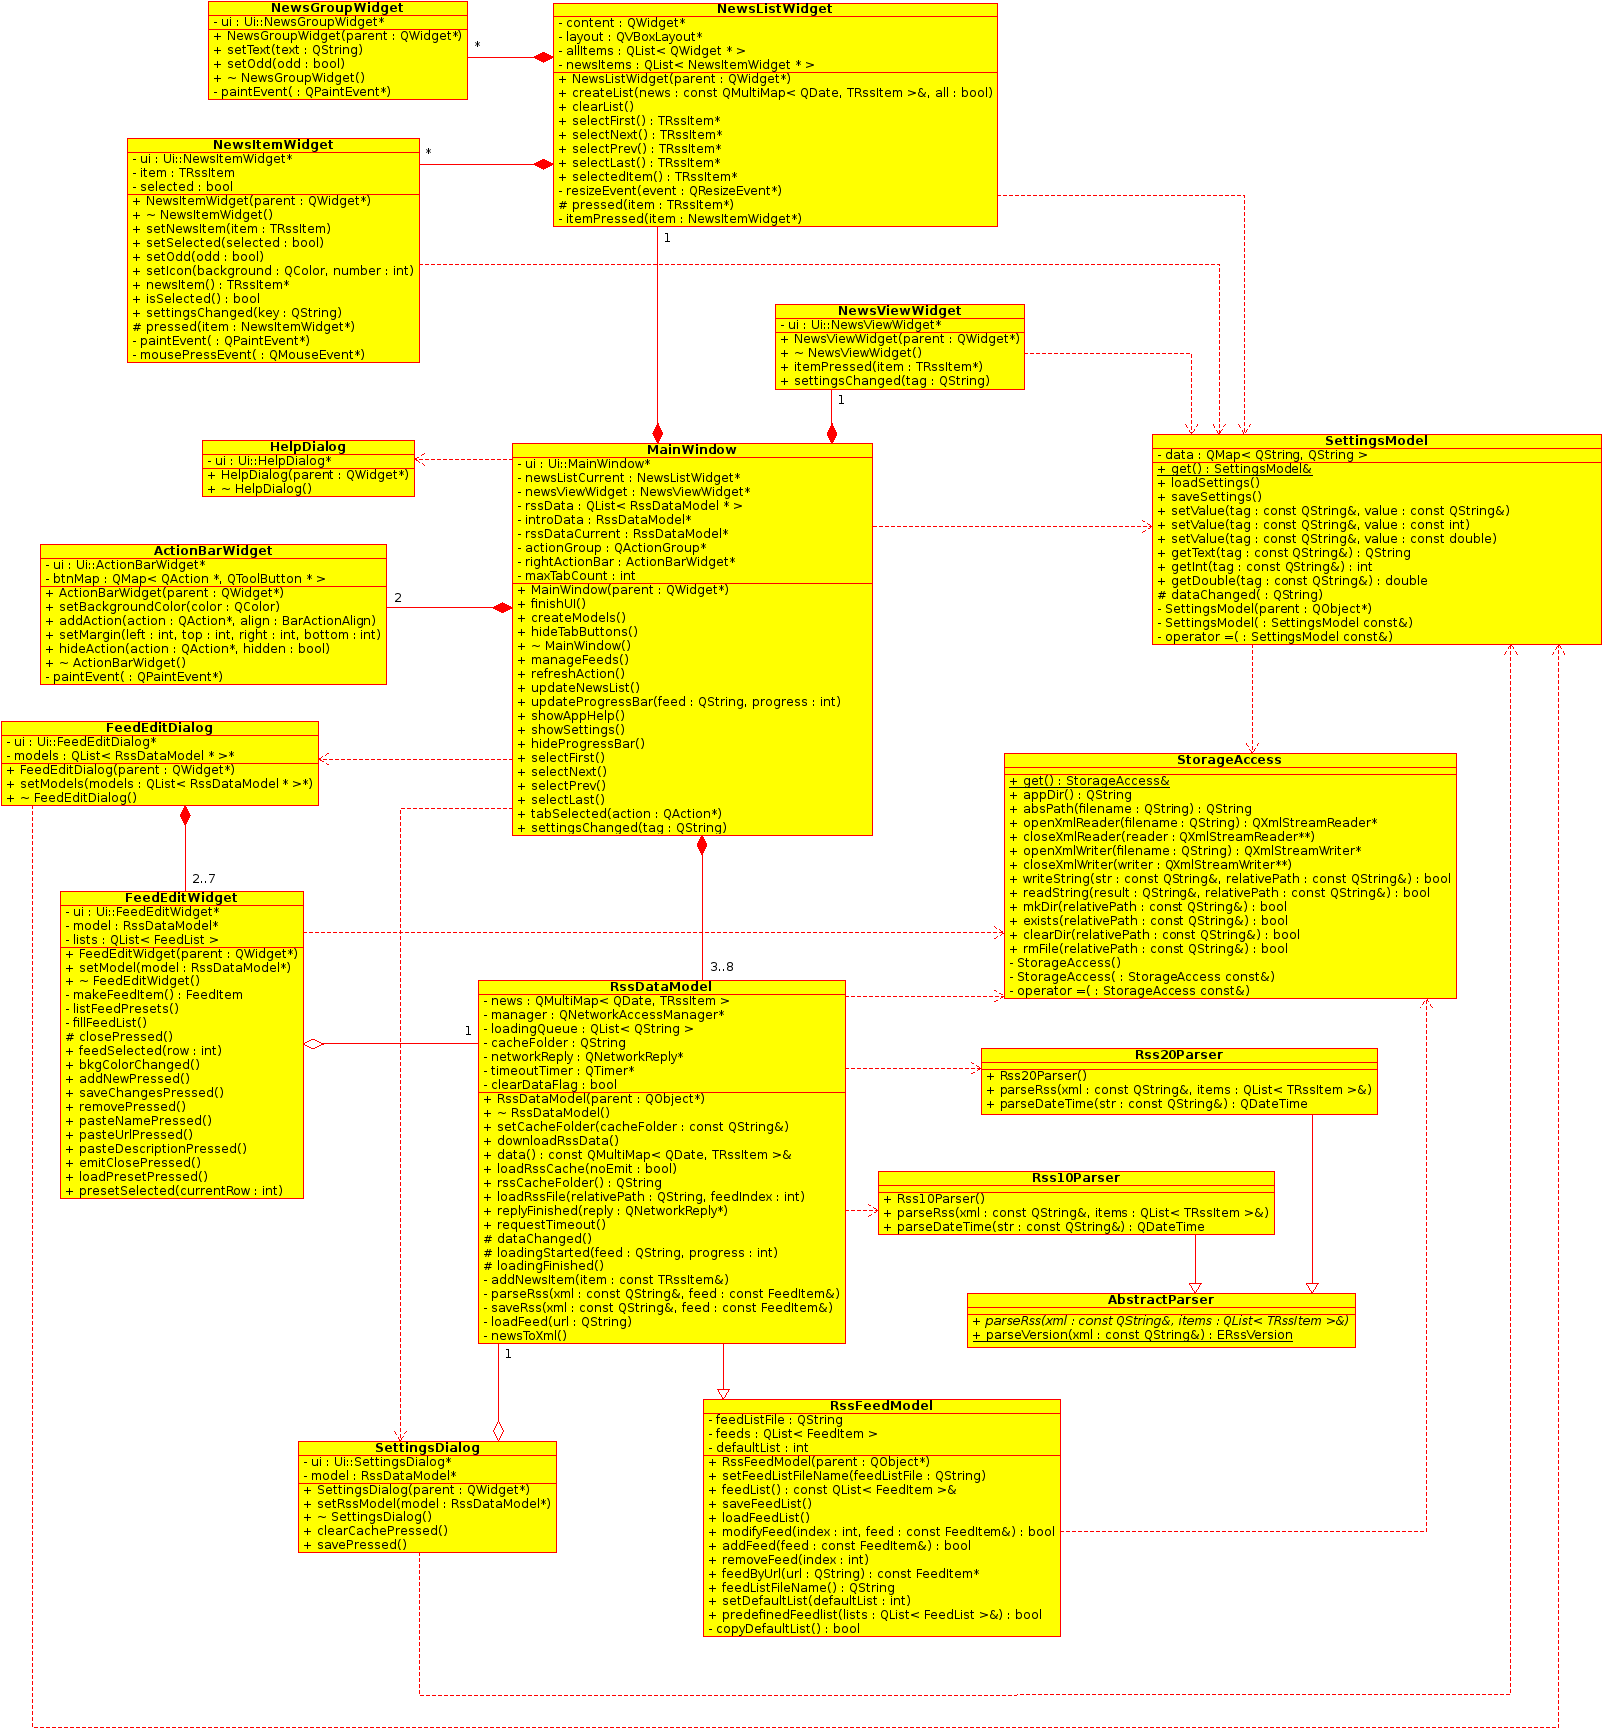 NewsGroupWidget
- ui : Ui::NewsGroupWidget*
+ NewsGroupWidget(parent : QWidget*)
+ setText(text : QString)
+ setOdd(odd : bool)
+ ~ NewsGroupWidget()
- paintEvent( : QPaintEvent*)
*
NewsListWidget
- content : QWidget*
- layout : QVBoxLayout*
- allItems : QList< QWidget * >
- newsItems : QList< NewsItemWidget * >
+ NewsListWidget(parent : QWidget*)
+ createList(news : const QMultiMap< QDate, TRssItem >&, all : bool)
+ clearList()
+ selectFirst() : TRssItem*
+ selectNext() : TRssItem*
+ selectPrev() : TRssItem*
+ selectLast() : TRssItem*
+ selectedItem() : TRssItem*
- resizeEvent(event : QResizeEvent*)
# pressed(item : TRssItem*)
- itemPressed(item : NewsItemWidget*)
1
NewsItemWidget
- ui : Ui::NewsItemWidget*
- item : TRssItem
- selected : bool
+ NewsItemWidget(parent : QWidget*)
+ ~ NewsItemWidget()
+ setNewsItem(item : TRssItem)
+ setSelected(selected : bool)
+ setOdd(odd : bool)
+ setIcon(background : QColor, number : int)
+ newsItem() : TRssItem*
+ isSelected() : bool
+ settingsChanged(key : QString)
# pressed(item : NewsItemWidget*)
- paintEvent( : QPaintEvent*)
- mousePressEvent( : QMouseEvent*)
*
NewsViewWidget
- ui : Ui::NewsViewWidget*
+ NewsViewWidget(parent : QWidget*)
+ ~ NewsViewWidget()
+ itemPressed(item : TRssItem*)
+ settingsChanged(tag : QString)
1
HelpDialog
- ui : Ui::HelpDialog*
+ HelpDialog(parent : QWidget*)
+ ~ HelpDialog()
MainWindow
- ui : Ui::MainWindow*
- newsListCurrent : NewsListWidget*
- newsViewWidget : NewsViewWidget*
- rssData : QList< RssDataModel * >
- introData : RssDataModel*
- rssDataCurrent : RssDataModel*
- actionGroup : QActionGroup*
- rightActionBar : ActionBarWidget*
- maxTabCount : int
+ MainWindow(parent : QWidget*)
+ finishUI()
+ createModels()
+ hideTabButtons()
+ ~ MainWindow()
+ manageFeeds()
+ refreshAction()
+ updateNewsList()
+ updateProgressBar(feed : QString, progress : int)
+ showAppHelp()
+ showSettings()
+ hideProgressBar()
+ selectFirst()
+ selectNext()
+ selectPrev()
+ selectLast()
+ tabSelected(action : QAction*)
+ settingsChanged(tag : QString)
SettingsModel
- data : QMap< QString, QString >
+ get() : SettingsModel&
+ loadSettings()
+ saveSettings()
+ setValue(tag : const QString&, value : const QString&)
+ setValue(tag : const QString&, value : const int)
+ setValue(tag : const QString&, value : const double)
+ getText(tag : const QString&) : QString
+ getInt(tag : const QString&) : int
+ getDouble(tag : const QString&) : double
# dataChanged( : QString)
- SettingsModel(parent : QObject*)
- SettingsModel( : SettingsModel const&)
- operator =( : SettingsModel const&)
ActionBarWidget
- ui : Ui::ActionBarWidget*
- btnMap : QMap< QAction *, QToolButton * >
+ ActionBarWidget(parent : QWidget*)
+ setBackgroundColor(color : QColor)
+ addAction(action : QAction*, align : BarActionAlign)
+ setMargin(left : int, top : int, right : int, bottom : int)
+ hideAction(action : QAction*, hidden : bool)
+ ~ ActionBarWidget()
- paintEvent( : QPaintEvent*)
2
FeedEditDialog
- ui : Ui::FeedEditDialog*
- models : QList< RssDataModel * >*
+ FeedEditDialog(parent : QWidget*)
+ setModels(models : QList< RssDataModel * >*)
+ ~ FeedEditDialog()
2..7
StorageAccess
+ get() : StorageAccess&
+ appDir() : QString
+ absPath(filename : QString) : QString
+ openXmlReader(filename : QString) : QXmlStreamReader*
+ closeXmlReader(reader : QXmlStreamReader**)
+ openXmlWriter(filename : QString) : QXmlStreamWriter*
+ closeXmlWriter(writer : QXmlStreamWriter**)
+ writeString(str : const QString&, relativePath : const QString&) : bool
+ readString(result : QString&, relativePath : const QString&) : bool
+ mkDir(relativePath : const QString&) : bool
+ exists(relativePath : const QString&) : bool
+ clearDir(relativePath : const QString&) : bool
+ rmFile(relativePath : const QString&) : bool
- StorageAccess()
- StorageAccess( : StorageAccess const&)
- operator =( : StorageAccess const&)
FeedEditWidget
- ui : Ui::FeedEditWidget*
- model : RssDataModel*
- lists : QList< FeedList >
+ FeedEditWidget(parent : QWidget*)
+ setModel(model : RssDataModel*)
+ ~ FeedEditWidget()
- makeFeedItem() : FeedItem
- listFeedPresets()
- fillFeedList()
# closePressed()
+ feedSelected(row : int)
+ bkgColorChanged()
+ addNewPressed()
+ saveChangesPressed()
+ removePressed()
+ pasteNamePressed()
+ pasteUrlPressed()
+ pasteDescriptionPressed()
+ emitClosePressed()
+ loadPresetPressed()
+ presetSelected(currentRow : int)
1
3..8
RssDataModel
- news : QMultiMap< QDate, TRssItem >
- manager : QNetworkAccessManager*
- loadingQueue : QList< QString >
- cacheFolder : QString
- networkReply : QNetworkReply*
- timeoutTimer : QTimer*
- clearDataFlag : bool
+ RssDataModel(parent : QObject*)
+ ~ RssDataModel()
+ setCacheFolder(cacheFolder : const QString&)
+ downloadRssData()
+ data() : const QMultiMap< QDate, TRssItem >&
+ loadRssCache(noEmit : bool)
+ rssCacheFolder() : QString
+ loadRssFile(relativePath : QString, feedIndex : int)
+ replyFinished(reply : QNetworkReply*)
+ requestTimeout()
# dataChanged()
# loadingStarted(feed : QString, progress : int)
# loadingFinished()
- addNewsItem(item : const TRssItem&)
- parseRss(xml : const QString&, feed : const FeedItem&)
- saveRss(xml : const QString&, feed : const FeedItem&)
- loadFeed(url : QString)
- newsToXml()
1
Rss20Parser
+ Rss20Parser()
+ parseRss(xml : const QString&, items : QList< TRssItem >&)
+ parseDateTime(str : const QString&) : QDateTime
Rss10Parser
+ Rss10Parser()
+ parseRss(xml : const QString&, items : QList< TRssItem >&)
+ parseDateTime(str : const QString&) : QDateTime
AbstractParser
+ parseRss(xml : const QString&, items : QList< TRssItem >&)
+ parseVersion(xml : const QString&) : ERssVersion
SettingsDialog
- ui : Ui::SettingsDialog*
- model : RssDataModel*
+ SettingsDialog(parent : QWidget*)
+ setRssModel(model : RssDataModel*)
+ ~ SettingsDialog()
+ clearCachePressed()
+ savePressed()
RssFeedModel
- feedListFile : QString
- feeds : QList< FeedItem >
- defaultList : int
+ RssFeedModel(parent : QObject*)
+ setFeedListFileName(feedListFile : QString)
+ feedList() : const QList< FeedItem >&
+ saveFeedList()
+ loadFeedList()
+ modifyFeed(index : int, feed : const FeedItem&) : bool
+ addFeed(feed : const FeedItem&) : bool
+ removeFeed(index : int)
+ feedByUrl(url : QString) : const FeedItem*
+ feedListFileName() : QString
+ setDefaultList(defaultList : int)
+ predefinedFeedlist(lists : QList< FeedList >&) : bool
- copyDefaultList() : bool